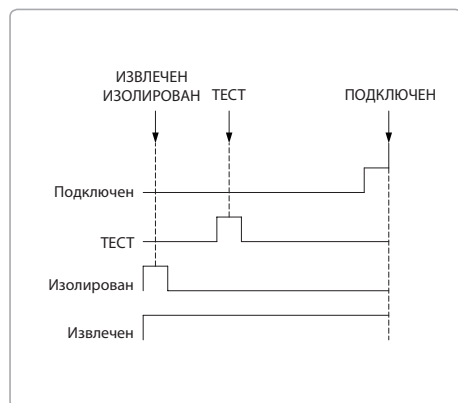 ИЗВЛЕЧЕН
ИЗОЛИРОВАН ТЕСТ ПОДКЛЮЧЕН
Подключен
ТЕСТ
Изолирован
Извлечен